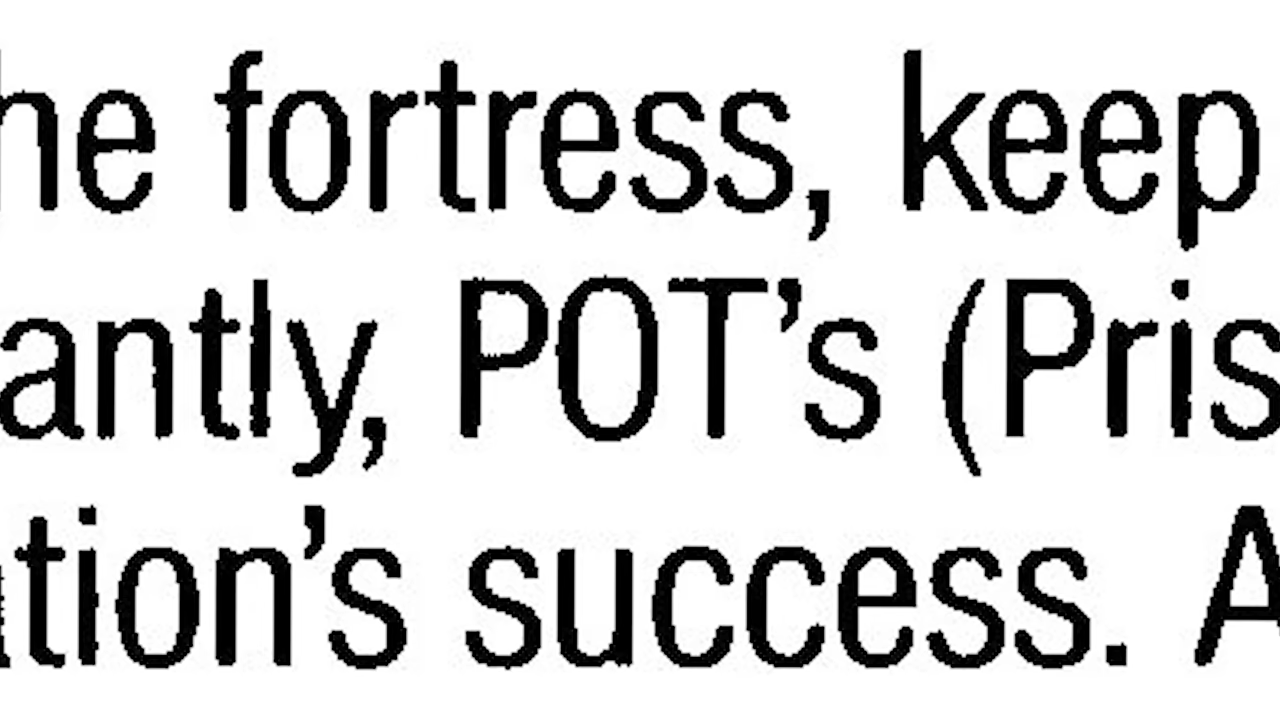 he fortress, keep
antly, POT’s (Pris
ation’s success. A